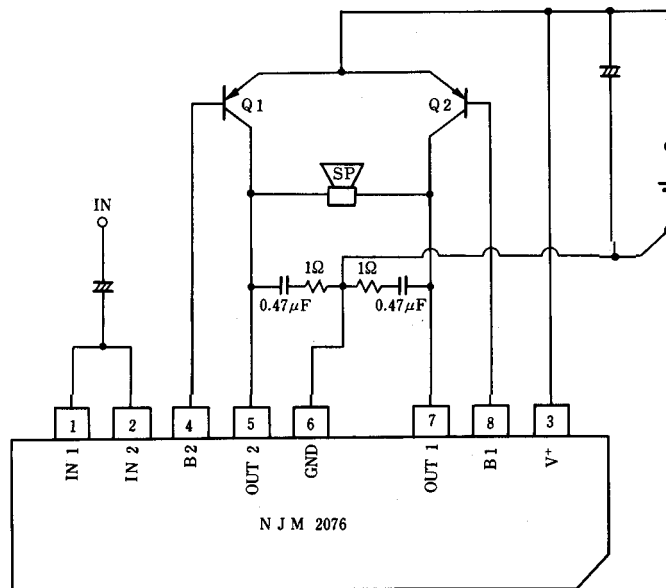 Q1
Q2
SP
IN
1Ω
1Ω
0.47μF
0.47μF
1
2
4
5
6
7
8
3
IN 1
IN 2
B2
OUT 2
GND
OUT 1
B1
V+
NJM 2076